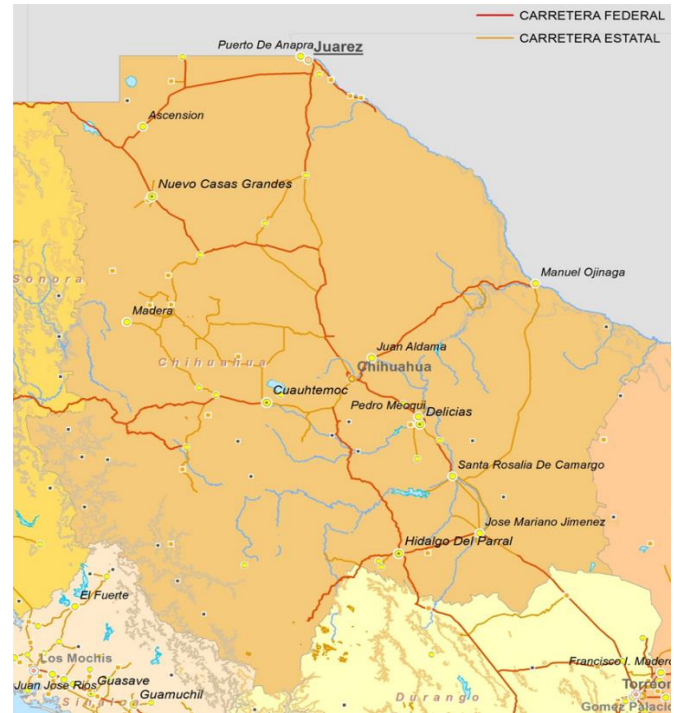 CARRETERA FEDERAL
CARRETERA ESTATAL
Puerto De Anapra
Juarez
Ascension
Nuevo Casas Grandes
Manuel Ojinaga
Sonora
Madera
Juan Aldama
Chihuahua
Chihuahua
Cuauhtemoc
Pedro Meoqui
Delicias
Santa Rosalia De Camargo
Jose Mariano Jimenez
Hidalgo Del Parral
El Fuerte
Los Mochis
Francisco I. Madero
Juan Jose Rios
Guasave
Torreon
Guamuchil
Durango
Sinaloa
Gomez Palacio